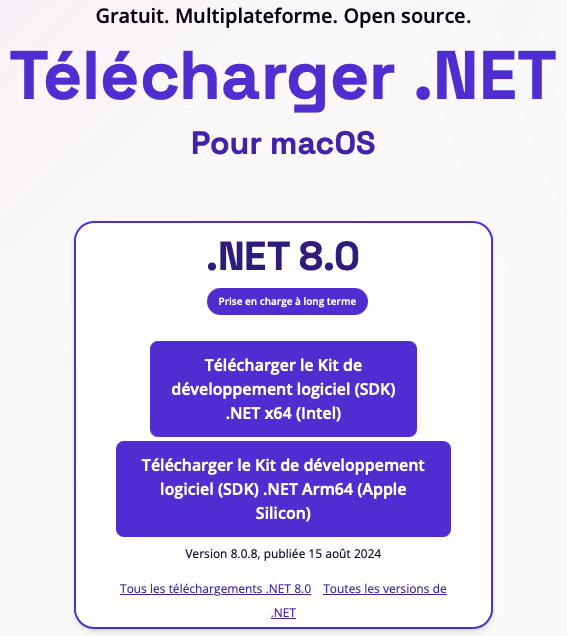 Gratuit. Multiplateforme. Open source.
Télécharger .NET
Pour macOS
.NET 8.0
Prise en charge à long terme
Télécharger le Kit de
développement logiciel (SDK)
.NET x64 (Intel)
Télécharger le Kit de développement
logiciel (SDK) .NET Arm64 (Apple
Silicon)
Version 8.0.8, publiée 15 août 2024
Tous les téléchargements .NET 8.0 Toutes les versions de
.NET